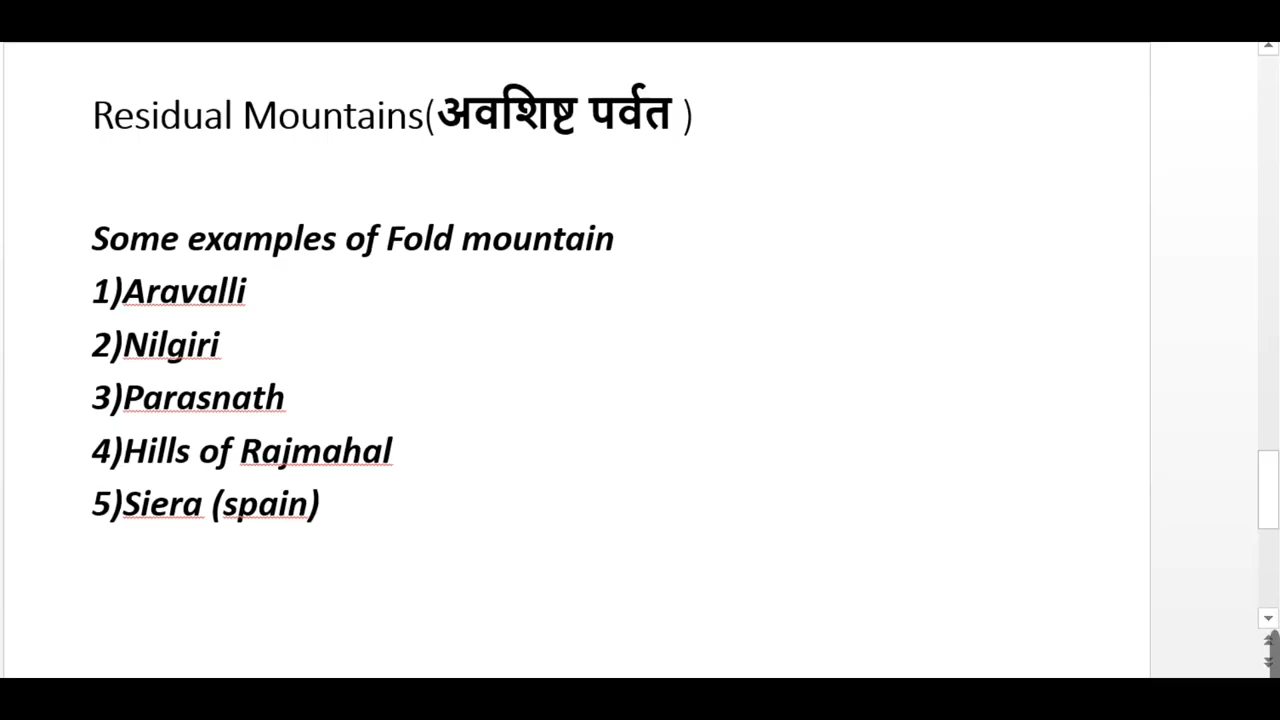 Residual Mountains(अवशिष्ट पर्वत )
Some examples of Fold mountain
1)Aravalli
2)Nilgiri
3)Parasnath
4)Hills of Rajmahal
5)Siera (spain)